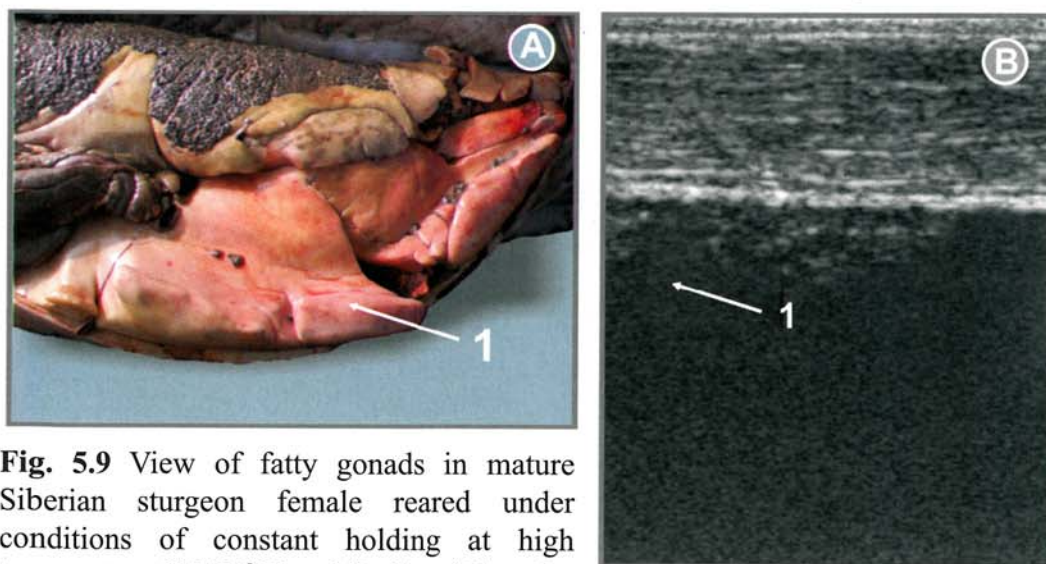 A
B
1
1
Fig. 5.9 View of fatty gonads in mature
Siberian sturgeon female reared under
conditions of constant holding at high